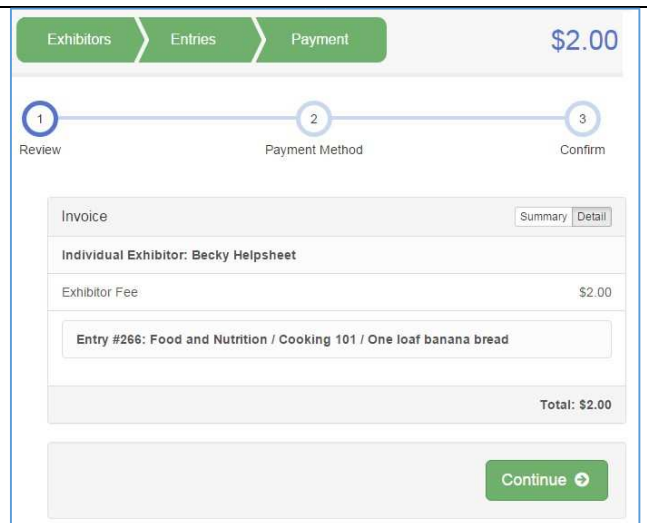 Exhibitors Entries Payment $2.00
1 2 3
Review Payment Method Confirm
Invoice Summary Detail
Individual Exhibitor: Becky Helpsheet
Exhibitor Fee $2.00
Entry #266: Food and Nutrition / Cooking 101 / One loaf banana bread
Total: $2.00
Continue